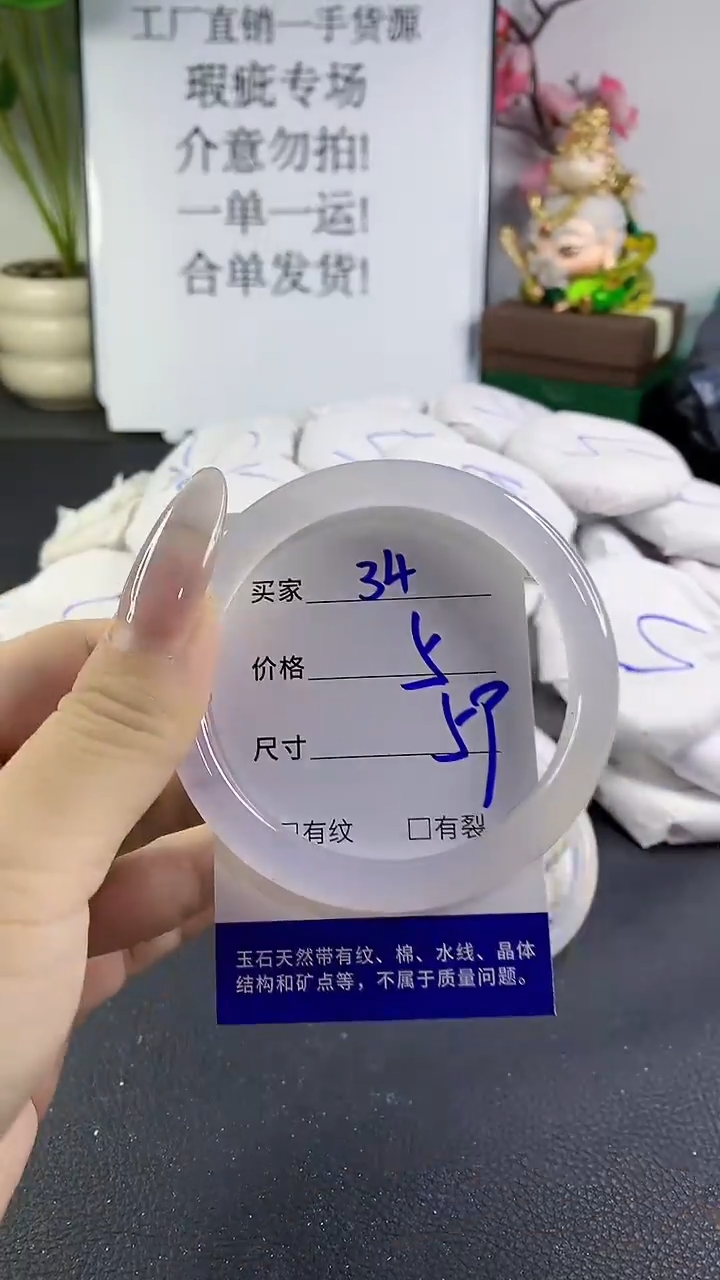 工厂直销一手货源
瑕疵专场
介意勿拍!
一单一运!
合单发货!
买家 34
价格 5
尺寸 59
□有纹 □有裂
玉石天然带有纹、棉、水线、晶体
结构和矿点等，不属于质量问题。